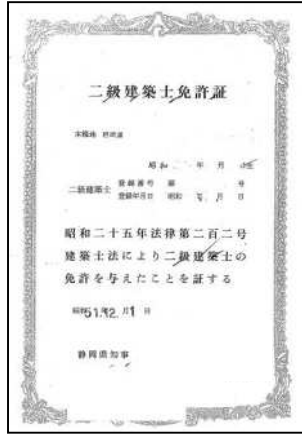 二級建築士免許証
本籍地
昭和 年 月 日生
二級建築士 登録番号 第 号
登録年月日 昭和 年 月 日
昭和二十五年法律第二百二号
建築士法により二級建築士の
免許を与えたことを証する
昭和51.12.月1日
静岡県知事